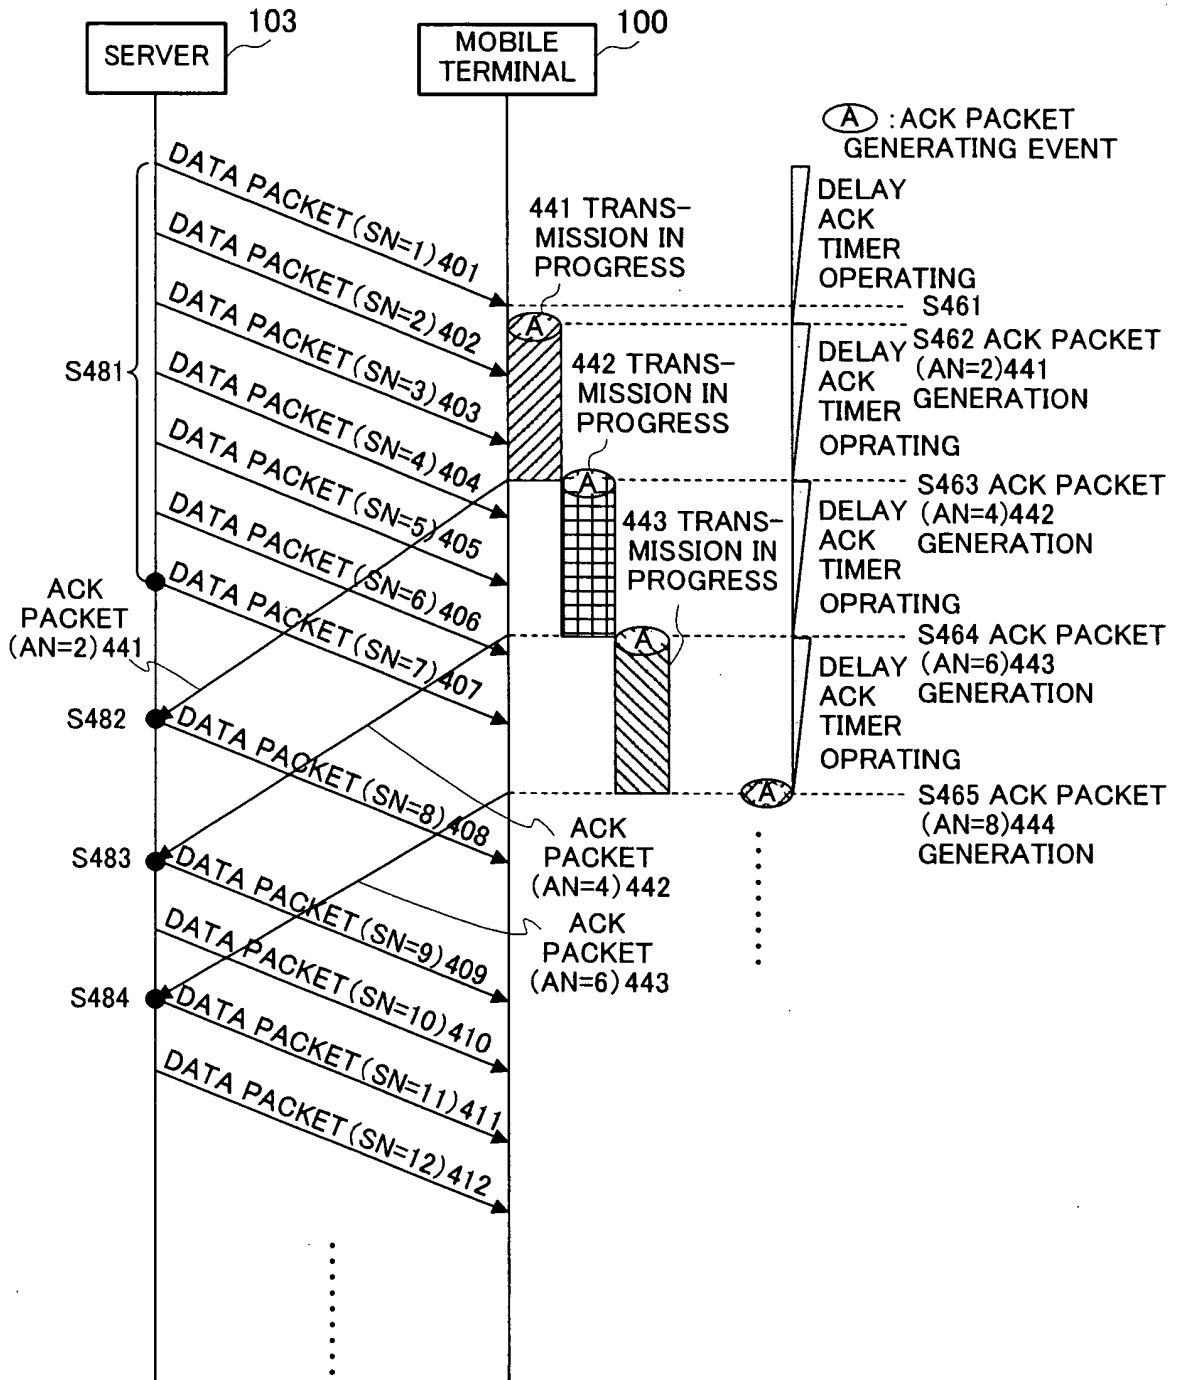 103
SERVER
100
MOBILE
TERMINAL
A :ACK PACKET
GENERATING EVENT
DATA PACKET(SN=1)401
DATA PACKET(SN=2)402
DATA PACKET(SN=3)403
DATA PACKET(SN=4)404
DATA PACKET(SN=5)405
DATA PACKET(SN=6)406
DATA PACKET(SN=7)407
S481
ACK
PACKET
(AN=2)441
S482
DATA PACKET(SN=8)408
S483
DATA PACKET(SN=9)409
DATA PACKET(SN=10)410
S484
DATA PACKET(SN=11)411
DATA PACKET(SN=12)412
441 TRANS-
MISSION IN
PROGRESS
A
442 TRANS-
MISSION IN
PROGRESS
A
443 TRANS-
MISSION IN
PROGRESS
A
A
ACK
PACKET
(AN=4)442
ACK
PACKET
(AN=6)443
DELAY
ACK
TIMER
OPERATING
S461
S462 ACK PACKET
(AN=2)441
GENERATION
DELAY
ACK
TIMER
OPRATING
S463 ACK PACKET
(AN=4)442
GENERATION
DELAY
ACK
TIMER
OPRATING
S464 ACK PACKET
(AN=6)443
GENERATION
DELAY
ACK
TIMER
OPRATING
S465 ACK PACKET
(AN=8)444
GENERATION